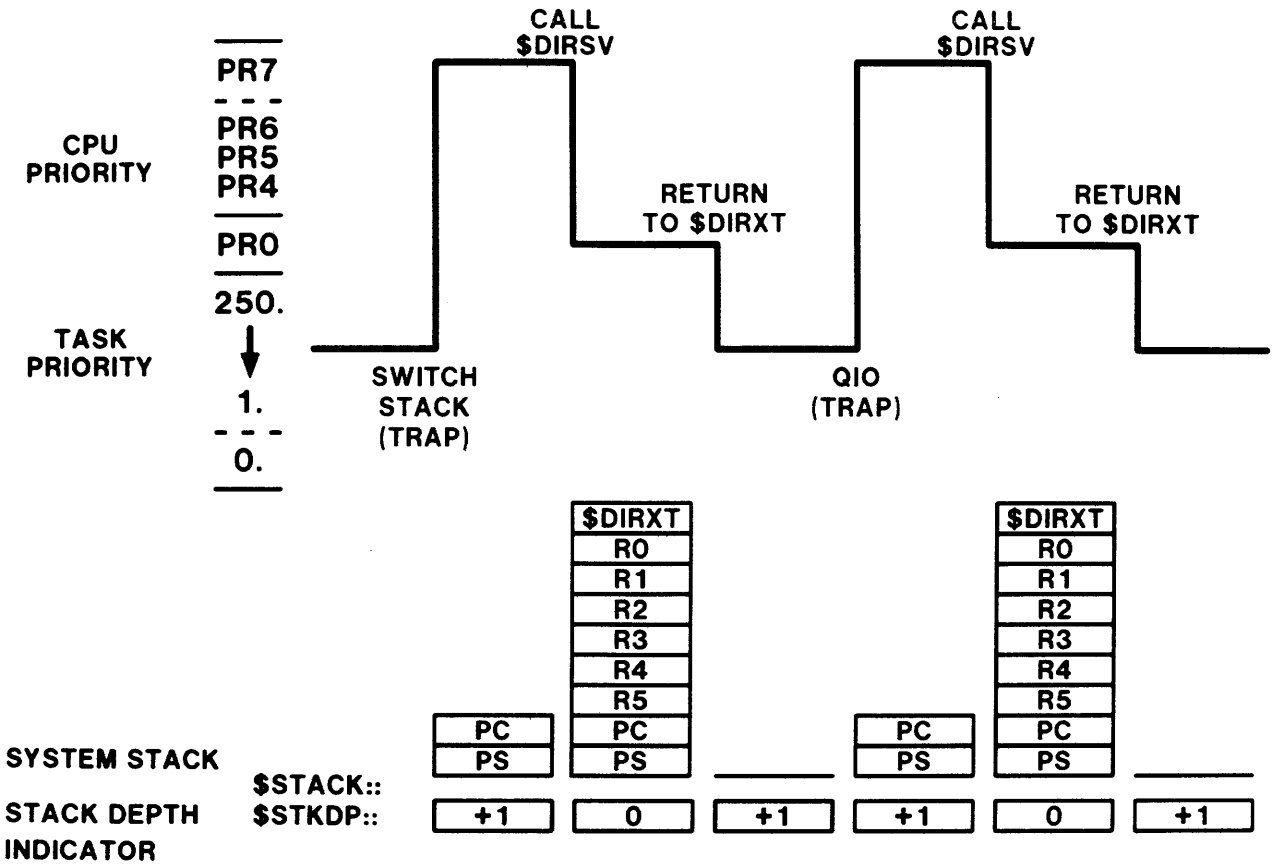 CALL
$DIRSV
CALL
$DIRSV
PR7
CPU
PRIORITY
PR6
PR5
PR4
RETURN
TO $DIRXT
RETURN
TO $DIRXT
PR0
250.
TASK
PRIORITY
1.
0.
SWITCH
STACK
(TRAP)
QIO
(TRAP)
$DIRXT
R0
R1
R2
R3
R4
R5
PC
PS
$DIRXT
R0
R1
R2
R3
R4
R5
PC
PS
PC
PS
PC
PS
SYSTEM STACK
$STACK::
STACK DEPTH
INDICATOR
$STKDP::
+1
0
+1
+1
0
+1